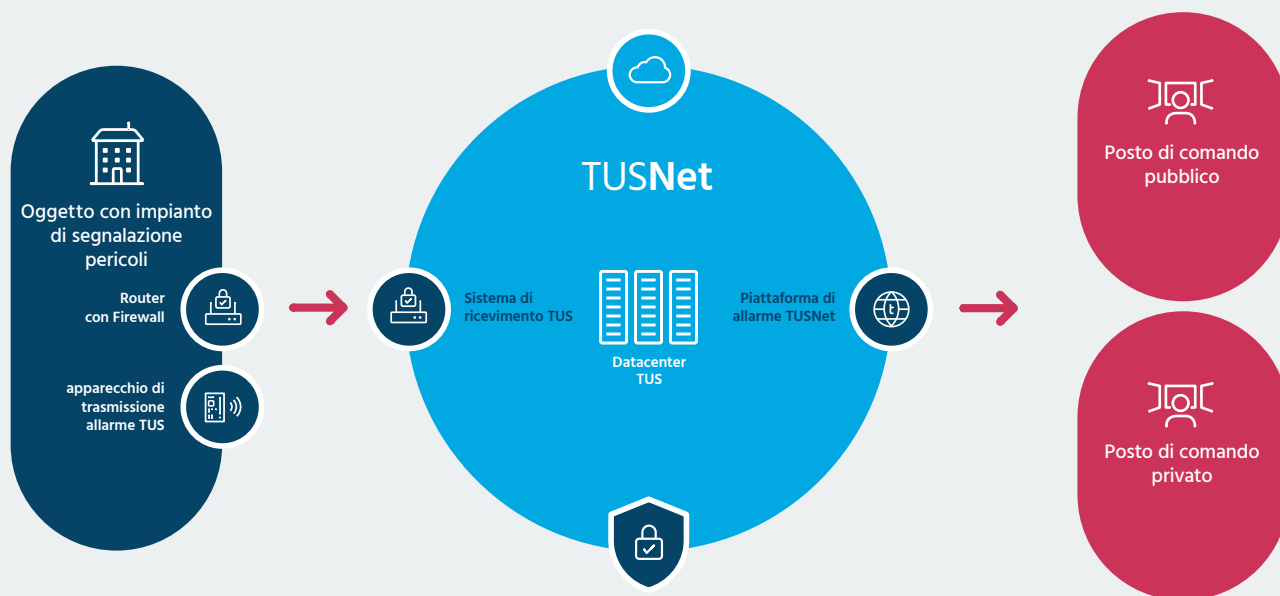 Oggetto con impianto
di segnalazione
pericoli
Router
con Firewall
apparecchio di
trasmissione
allarme TUS
TUSNet
Sistema di
ricevimento TUS
Datacenter
TUS
Piattaforma di
allarme TUSNet
t
Posto di comando
pubblico
Posto di comando
privato